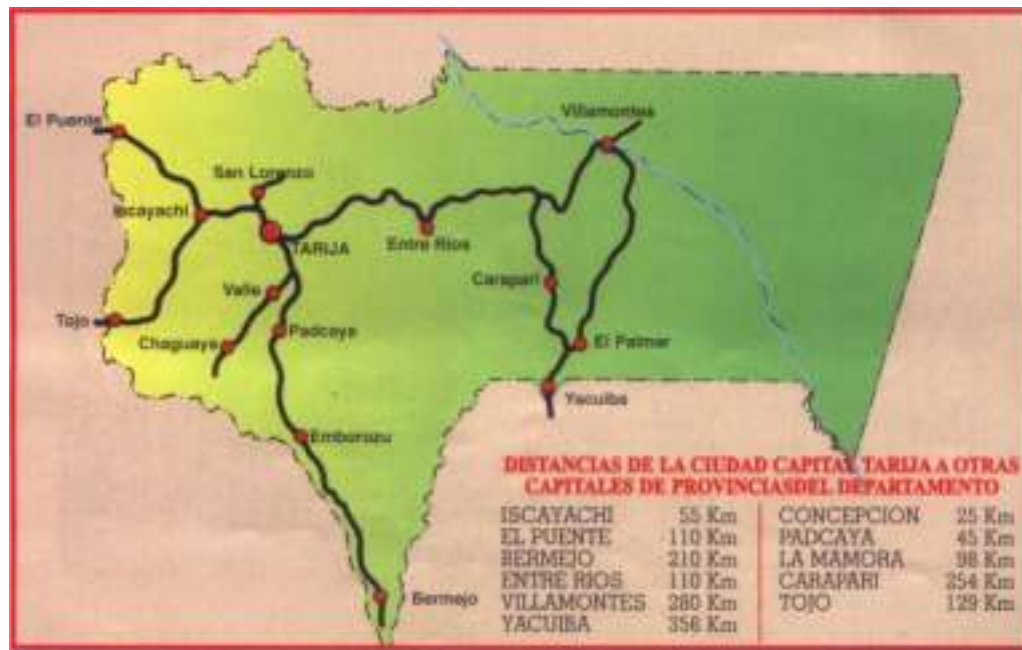 Villamontes
El Puente
San Lorenzo
Iscayachi
TARIJA
Entre Rios
Valle
Carapari
Tojo
Chaguaya
Padcaya
El Palmar
Yacuiba
Emborozu
Bermejo
DISTANCIAS DE LA CIUDAD CAPITAL TARIJA A OTRAS
CAPITALES DE PROVINCIASDEL DEPARTAMENTO
ISCAYACHI 55 Km
EL PUENTE 110 Km
BERMEJO 210 Km
ENTRE RIOS 110 Km
VILLAMONTES 280 Km
YACUIBA 356 Km
CONCEPCION 25 Km
PADCAYA 45 Km
LA MAMORA 98 Km
CARAPARI 254 Km
TOJO 129 Km